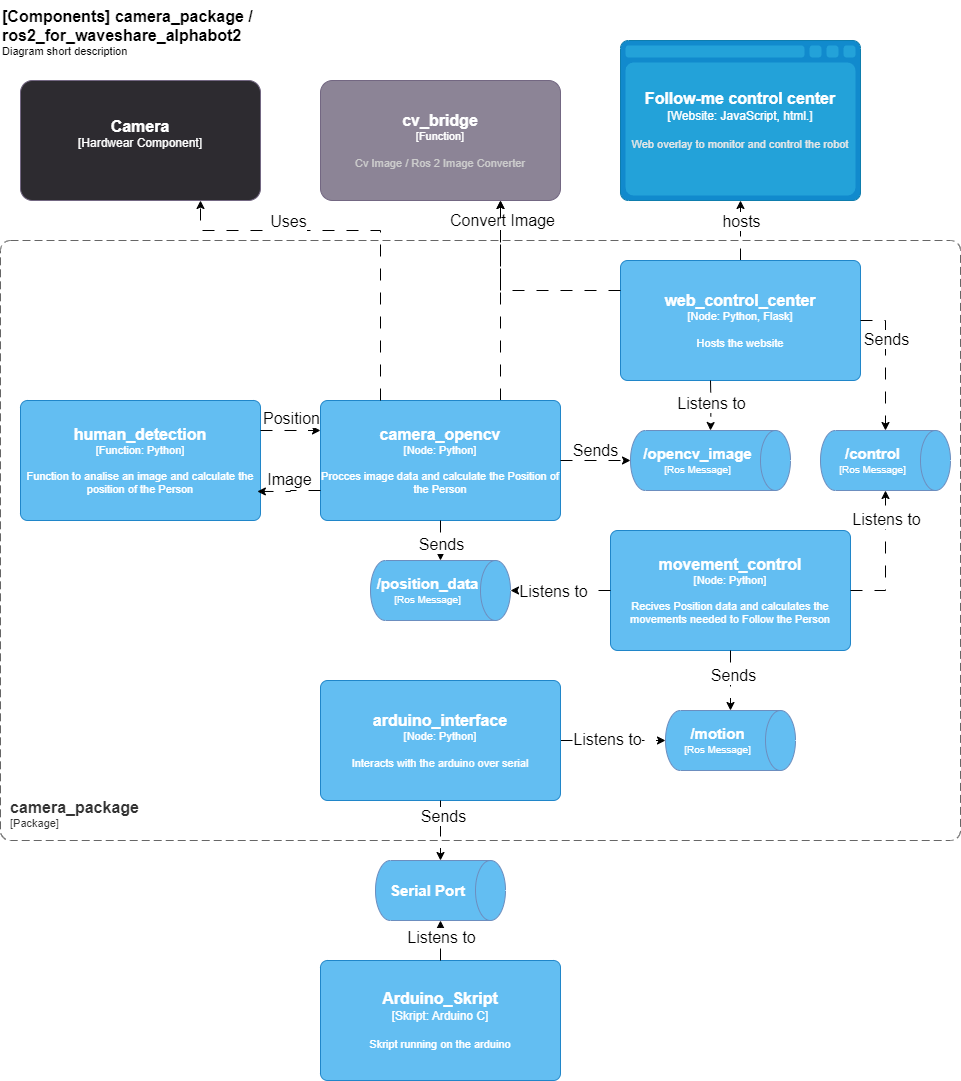 [Components] camera_package /
ros2_for_waveshare_alphabot2
Diagram short description
Camera
[Hardwear Component]
cv_bridge
[Function]
Cv Image / Ros 2 Image Converter
Follow-me control center
[Website: JavaScript, html.]
Web overlay to monitor and control the robot
Uses
Convert Image
hosts
web_control_center
[Node: Python, Flask]
Hosts the website
Sends
Listens to
human_detection
[Function: Python]
Function to analise an image and calculate the
position of the Person
Position
Image
camera_opencv
[Node: Python]
Procces image data and calculate the Position of
the Person
Sends
/opencv_image
[Ros Message]
/control
[Ros Message]
Listens to
Sends
/position_data
[Ros Message]
Listens to
movement_control
[Node: Python]
Recives Position data and calculates the
movements needed to Follow the Person
Sends
arduino_interface
[Node: Python]
Interacts with the arduino over serial
Listens to
/motion
[Ros Message]
camera_package
[Package]
Sends
Serial Port
Listens to
Arduino_Skript
[Skript: Arduino C]
Skript running on the arduino